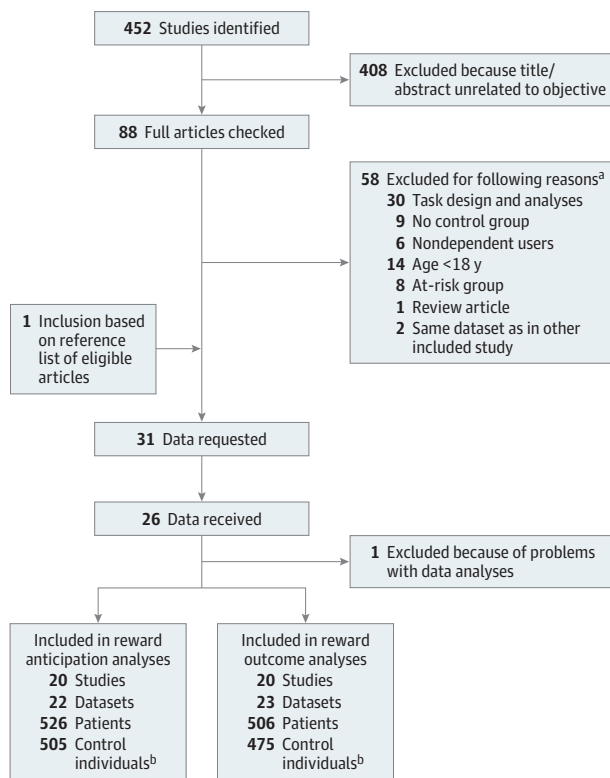 452 Studies identified
408 Excluded because title/
abstract unrelated to objective
88 Full articles checked
58 Excluded for following reasonsa
30 Task design and analyses
9 No control group
6 Nondependent users
14 Age <18 y
8 At-risk group
1 Review article
2 Same dataset as in other
included study
1 Inclusion based
on reference
list of eligible
articles
31 Data requested
26 Data received
1 Excluded because of problems
with data analyses
Included in reward
anticipation analyses
20 Studies
22 Datasets
526 Patients
505 Control
individualsb
Included in reward
outcome analyses
20 Studies
23 Datasets
506 Patients
475 Control
individualsb